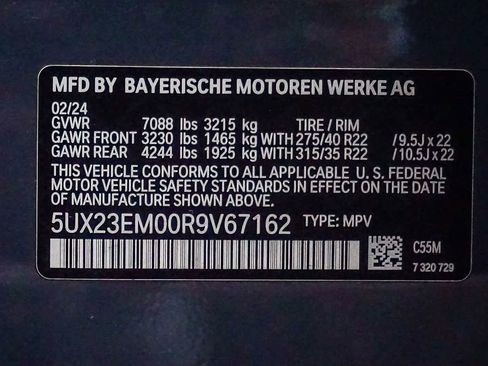 MFD BY BAYERISCHE MOTOREN WERKE AG
02/24
GVWR 7088 lbs 3215 kg TIRE / RIM
GAWR FRONT 3230 lbs 1465 kg WITH 275/40 R22 / 9.5J x 22
GAWR REAR 4244 lbs 1925 kg WITH 315/35 R22 / 10.5J x 22
THIS VEHICLE CONFORMS TO ALL APPLICABLE U. S. FEDERAL
MOTOR VEHICLE SAFETY STANDARDS IN EFFECT ON THE DATE
OF MANUFACTURE SHOWN ABOVE.
5UX23EM00R9V67162 TYPE: MPV
C55M
7 320 729